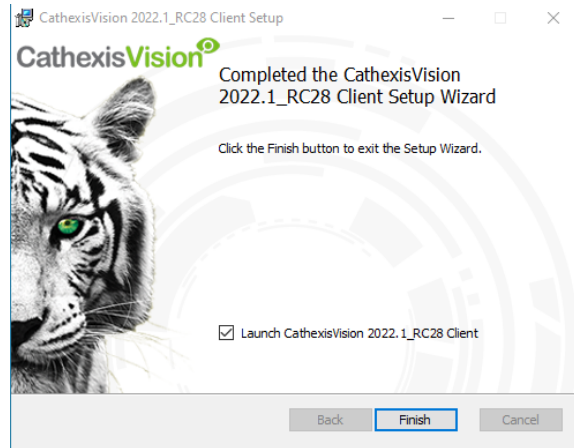 CathexisVision 2022.1_RC28 Client Setup
CathexisVision
Completed the CathexisVision
2022.1_RC28 Client Setup Wizard
Click the Finish button to exit the Setup Wizard.
Launch CathexisVision 2022.1_RC28 Client
Back Finish Cancel